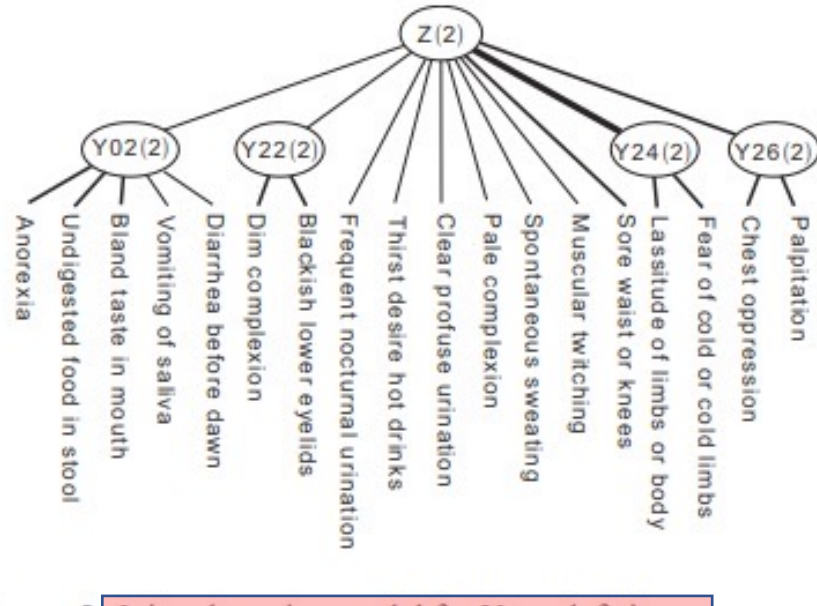 Z(2)
Y02(2)
Y22(2)
Y24(2)
Y26(2)
Anorexia
Undigested food in stool
Bland taste in mouth
Vomiting of saliva
Diarrhea before dawn
Dim complexion
Blackish lower eyelids
Frequent nocturnal urination
Thirst desire hot drinks
Clear profuse urination
Pale complexion
Spontaneous sweating
Muscular twitching
Sore waist or knees
Lassitude of limbs or body
Fear of cold or cold limbs
Chest oppression
Palpitation